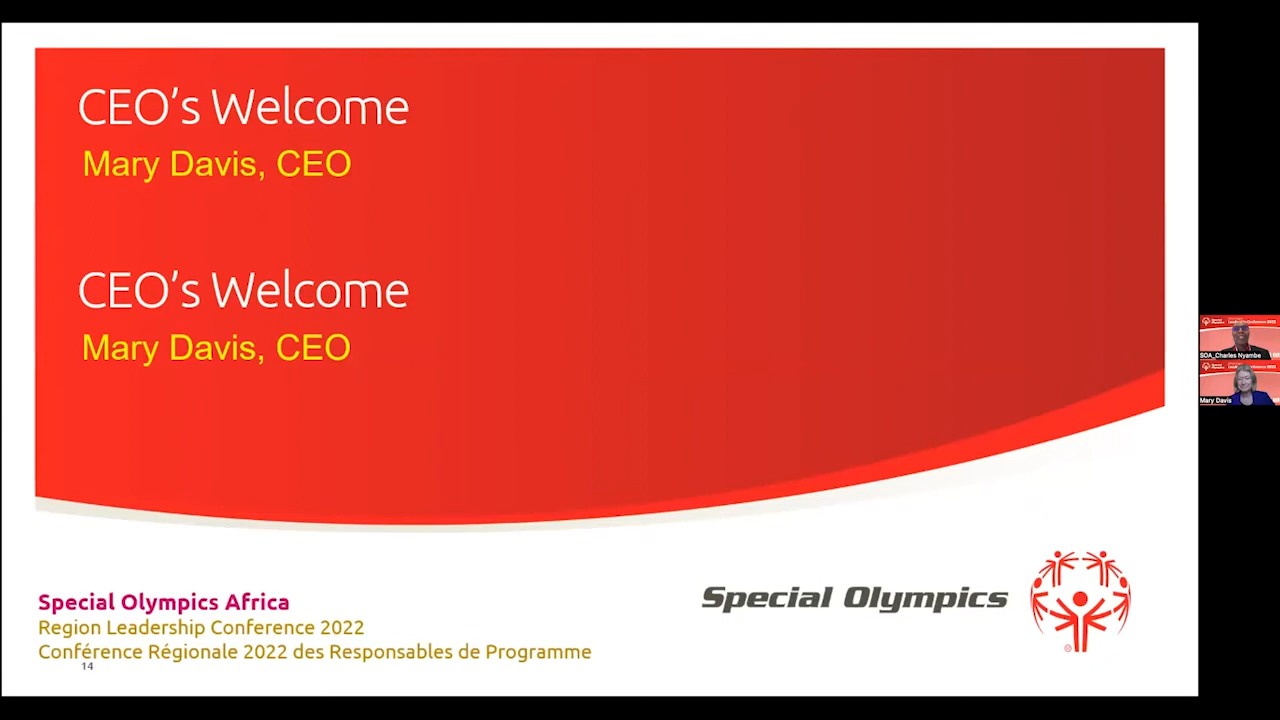 CEO’s Welcome
Mary Davis, CEO
CEO’s Welcome
Mary Davis, CEO
Special Olympics Africa
Region Leadership Conference 2022
Conférence Régionale 2022 des Responsables de Programme
14
Special Olympics
®
SOA_Charles Nyambe
Mary Davis